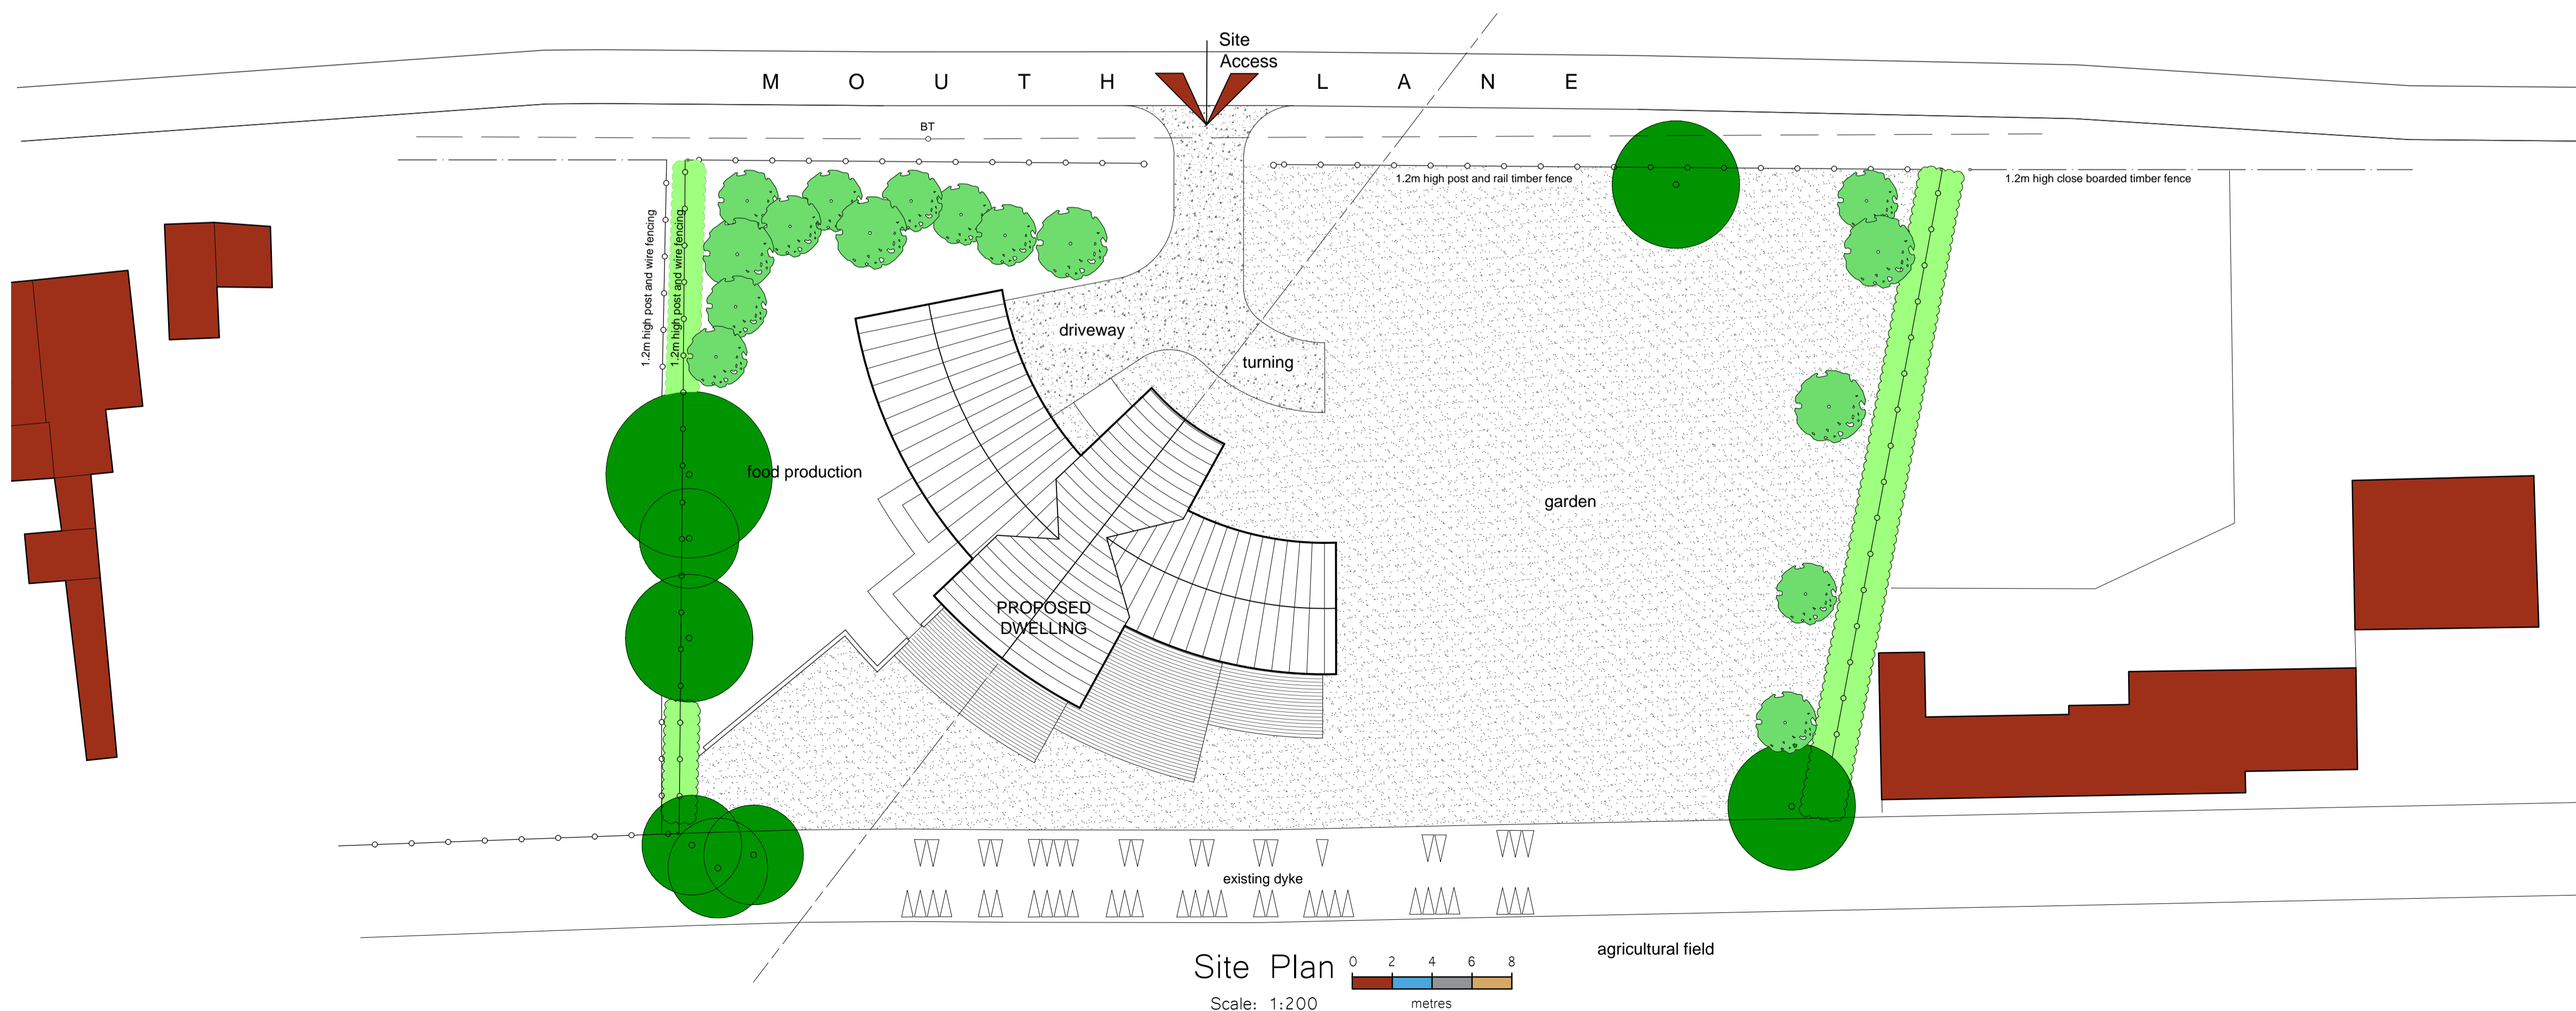 Site
Access
MOUTH LANE
BT
1.2m high post and rail timber fence
1.2m high close boarded timber fence
1.2m high post and wire fencing
1.2m high post and wire fencing
driveway
turning
food production
garden
PROPOSED
DWELLING
existing dyke
agricultural field
Site Plan
0 2 4 6 8
Scale: 1:200
metres